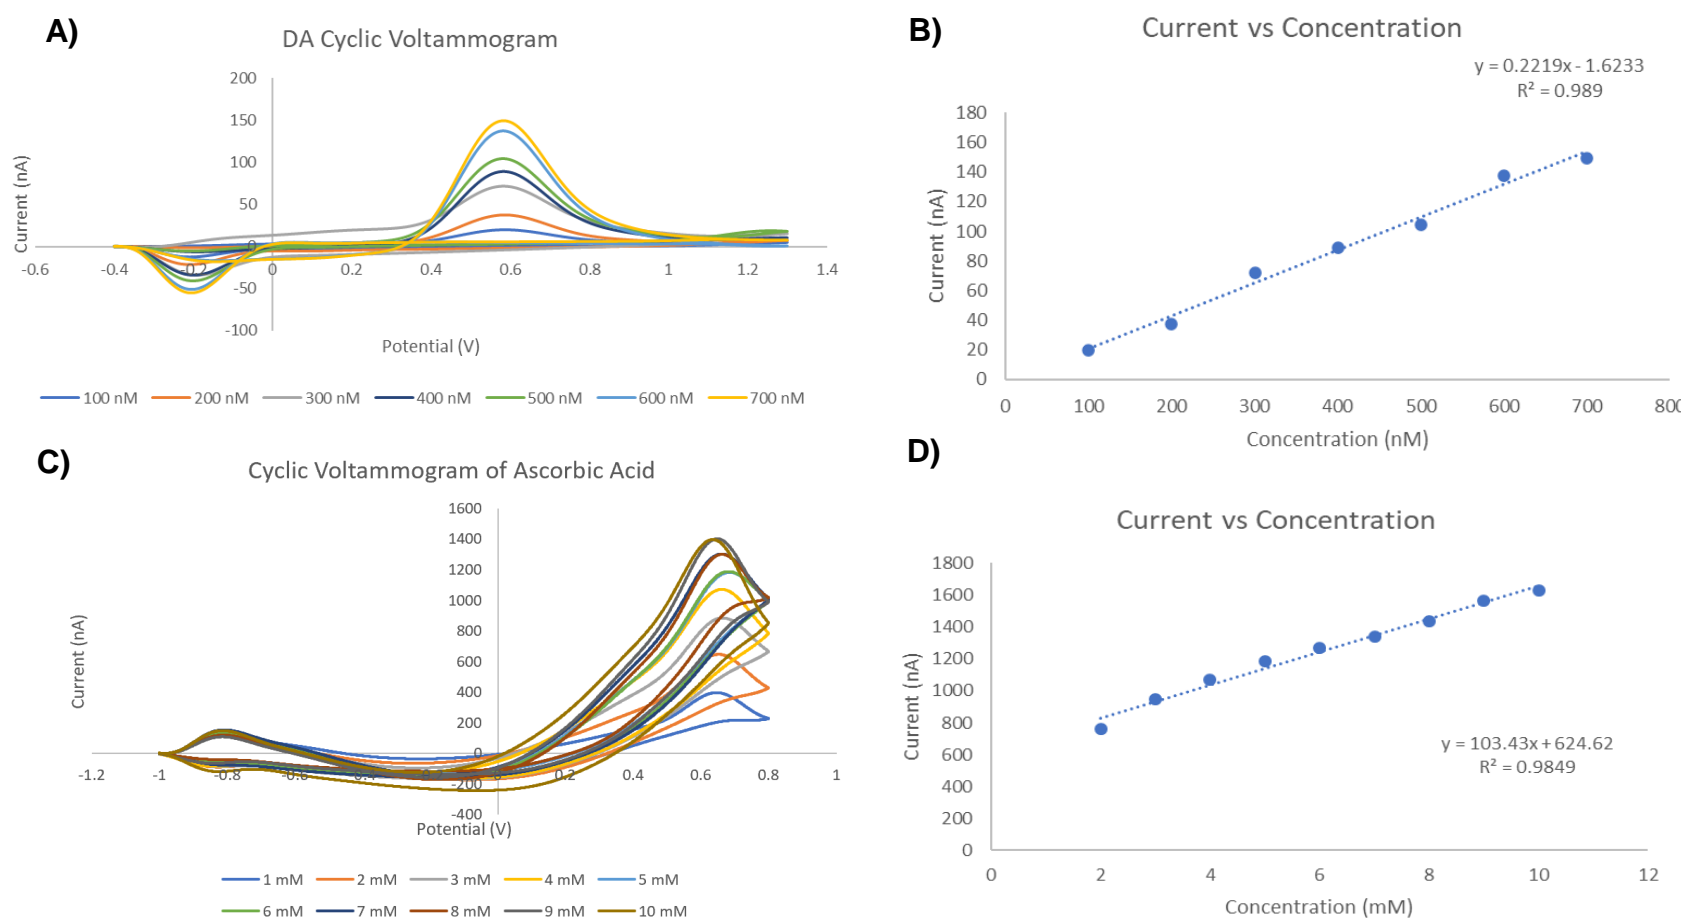 A)
DA Cyclic Voltammogram
200
150
100
50
0
-50
-100
-0.6 -0.4 -0.2 0 0.2 0.4 0.6 0.8 1 1.2 1.4
Current (nA)
Potential (V)
100 nM 200 nM 300 nM 400 nM 500 nM 600 nM 700 nM
B)
Current vs Concentration
y = 0.2219x - 1.6233
R² = 0.989
180
160
140
120
100
80
60
40
20
0
0 100 200 300 400 500 600 700 800
Current (nA)
Concentration (nM)
C)
Cyclic Voltammogram of Ascorbic Acid
1600
1400
1200
1000
800
600
400
200
0
-200
-400
-1.2 -1 -0.8 -0.6 -0.4 -0.2 0 0.2 0.4 0.6 0.8 1
Current (nA)
Potential (V)
1 mM 2 mM 3 mM 4 mM 5 mM
6 mM 7 mM 8 mM 9 mM 10 mM
D)
Current vs Concentration
1800
1600
1400
1200
1000
800
600
400
200
0
0 2 4 6 8 10 12
Current (nA)
y = 103.43x + 624.62
R² = 0.9849
Concentration (mM)